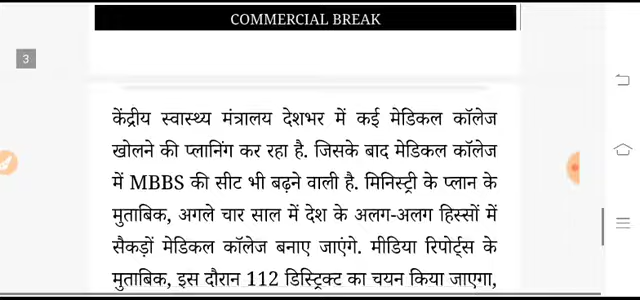 COMMERCIAL BREAK
3
केंद्रीय स्वास्थ्य मंत्रालय देशभर में कई मेडिकल कॉलेज
खोलने की प्लानिंग कर रहा है. जिसके बाद मेडिकल कॉलेज
में MBBS की सीट भी बढ़ने वाली है. मिनिस्ट्री के प्लान के
मुताबिक, अगले चार साल में देश के अलग-अलग हिस्सों में
सैकड़ों मेडिकल कॉलेज बनाए जाएंगे. मीडिया रिपोर्ट्स के
मुताबिक, इस दौरान 112 डिस्ट्रिक्ट का चयन किया जाएगा,